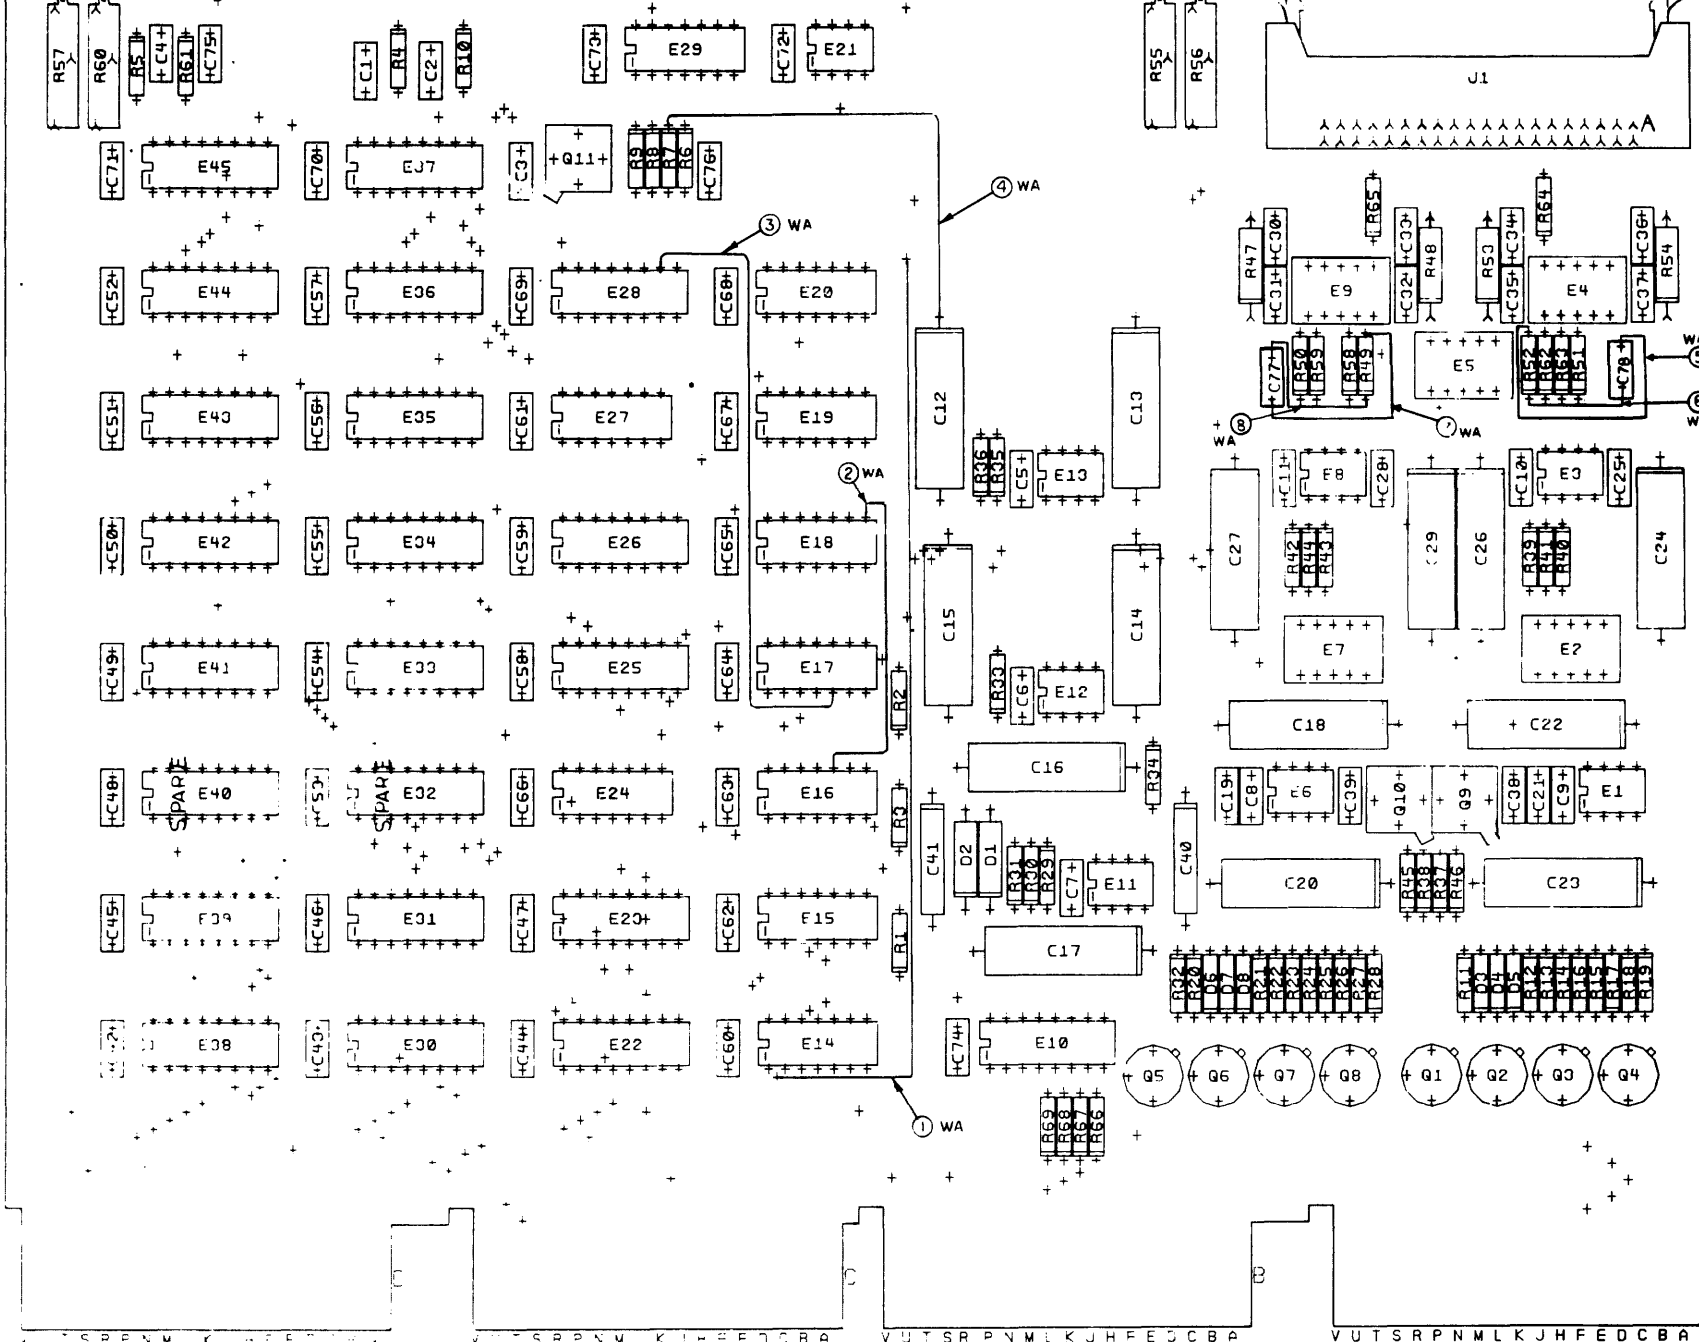 R57 R60 R5 C4 R61 C75 C1 R4 C2 R10 C73 E29 C72 E21 R55 R56 J1
A
C71 E45 C70 E37 C3 Q11 R9 R8 R7 R6 C76
④ WA
③ WA
R65 R64
R47 C30 C33 R48 R53 C34 C36 R54
C31 E9 C32 C35 E4 C37
C52 E44 C57 E36 C69 E28 C68 E20
C77 R50 R59 R58 R49 E5 R52 R62 R63 R51 C78
C51 E43 C56 E35 C61 E27 C67 E19 C12 C13
⑧ WA ⑦ WA
② WA
R36 R35 C5 E13 C11 E8 C28 C10 E3 C25
C50 E42 C55 E34 C59 E26 C65 E18
C27 R42 R44 R43 C29 C26 R39 R41 R40 C24
C15 C14
C49 E41 C54 E33 C58 E25 C64 E17 R2 R33 C6 E12 E7 E2
C18 C22
C16 R34
SPARE SPARE
C48 E40 C53 E32 C66 E24 C63 E16 R3 C19 C8 E6 C39 Q10 Q9 C38 C21 C9 E1
C41 D2 D1 R31 R30 R29 C7 E11 C40 C20 R45 R38 R37 R46 C23
C45 E39 C46 E31 C47 E23 C62 E15 R1
C17
R32 R20 D6 D7 D8 R21 R22 R23 R24 R25 R26 R27 R28 R11 D3 D4 D5 R12 R13 R14 R16 R15 R17 R18 R19
C42 E38 C43 E30 C44 E22 C60 E14 C74 E10
Q5 Q6 Q7 Q8 Q1 Q2 Q3 Q4
① WA
R69 R68 R67 R66
C B
V U T S R P N M L K J H F E D C B A V U T S R P N M L K J H F E D C B A